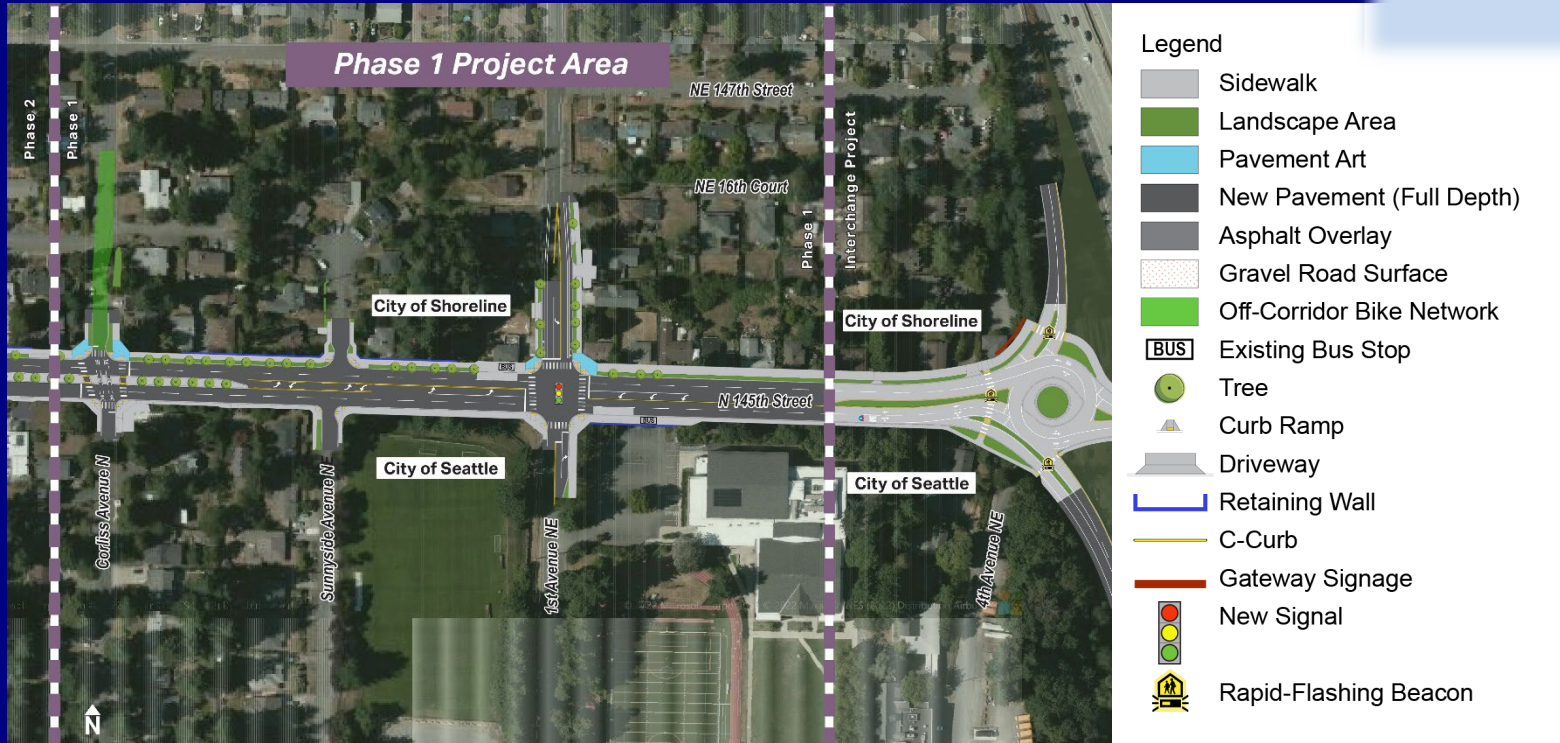 Phase 1 Project Area
Phase 2
Phase 1
NE 147th Street
NE 16th Court
Phase 1
Interchange Project
City of Shoreline
City of Shoreline
BUS
N 145th Street
BUS
City of Seattle
City of Seattle
Corliss Avenue N
Sunnyside Avenue N
1st Avenue NE
4th Avenue NE
N
Legend
Sidewalk
Landscape Area
Pavement Art
New Pavement (Full Depth)
Asphalt Overlay
Gravel Road Surface
Off-Corridor Bike Network
BUS Existing Bus Stop
Tree
Curb Ramp
Driveway
Retaining Wall
C-Curb
Gateway Signage
New Signal
Rapid-Flashing Beacon